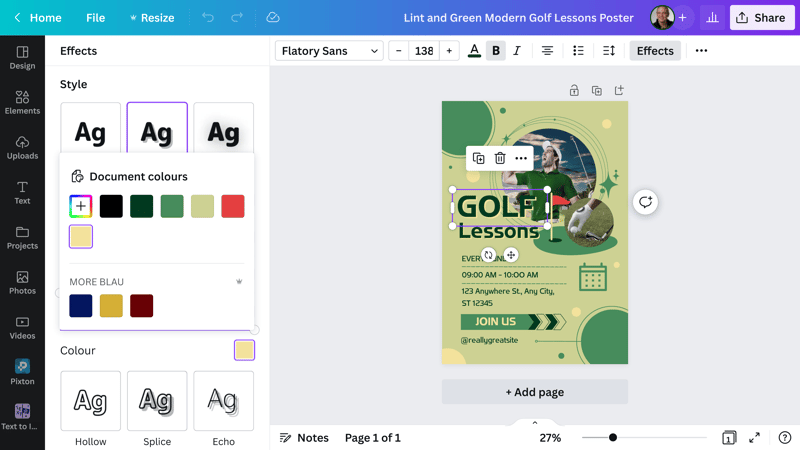 Home
File
Resize
Lint and Green Modern Golf Lessons Poster
Share
Design
Elements
Uploads
Text
Projects
Photos
Videos
Pixton
Text to I...
Effects
Style
Ag
Ag
Ag
Document colours
MORE BLAU
Colour
Ag
Ag
Ag
Hollow
Splice
Echo
Flatory Sans
138
A
B
I
Effects
GOLF
Lessons
09:00 AM - 10:00 AM
123 Anywhere St., Any City,
ST 12345
JOIN US
@reallygreatsite
+ Add page
Notes
Page 1 of 1
27%
1